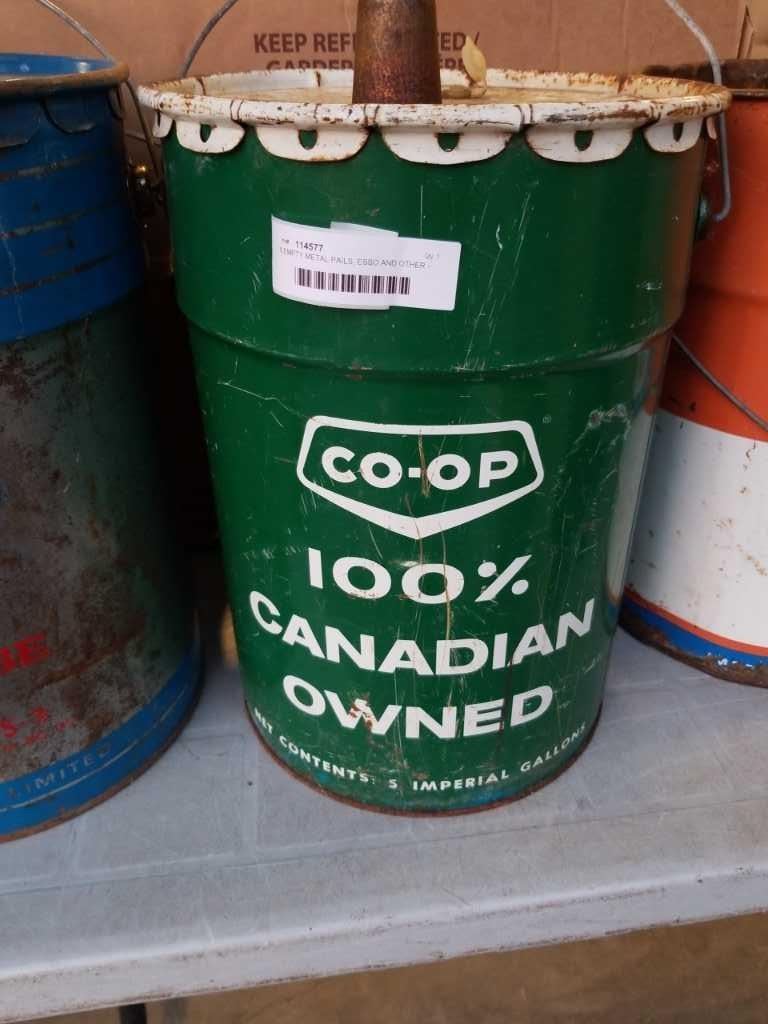 KEEP REF
114577
EMPTY METAL PAILS, ESSO AND OTHER -
CO-OP
100%
CANADIAN
OWNED
NET CONTENTS: 5 IMPERIAL GALLONS
LIMITED